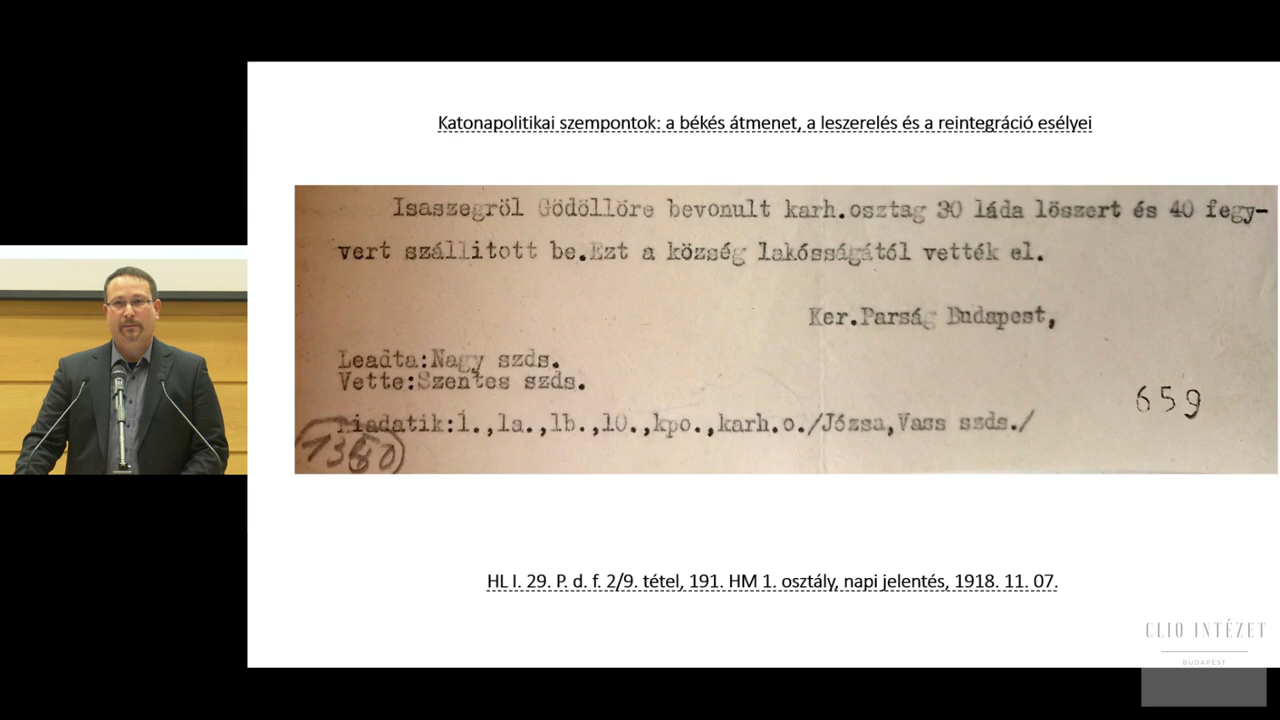 Katonapolitikai szempontok: a békés átmenet, a leszerelés és a reintegráció esélyei
Isaszegröl Gödöllöre bevonult karh.osztag 30 láda löszert és 40 fegy-
vert szállitott be.Ezt a község lakósságától vették el.
Ker.Parság Budapest,
Leadta:Nagy szds.
Vette:Szentes szds.
659
Kiadatik:1.,1a.,1b.,10.,kpo.,karh.o./Józsa,Vass szds./
HL I. 29. P. d. f. 2/9. tétel, 191. HM 1. osztály, napi jelentés, 1918. 11. 07.
CLIO INTÉZET
BUDAPEST